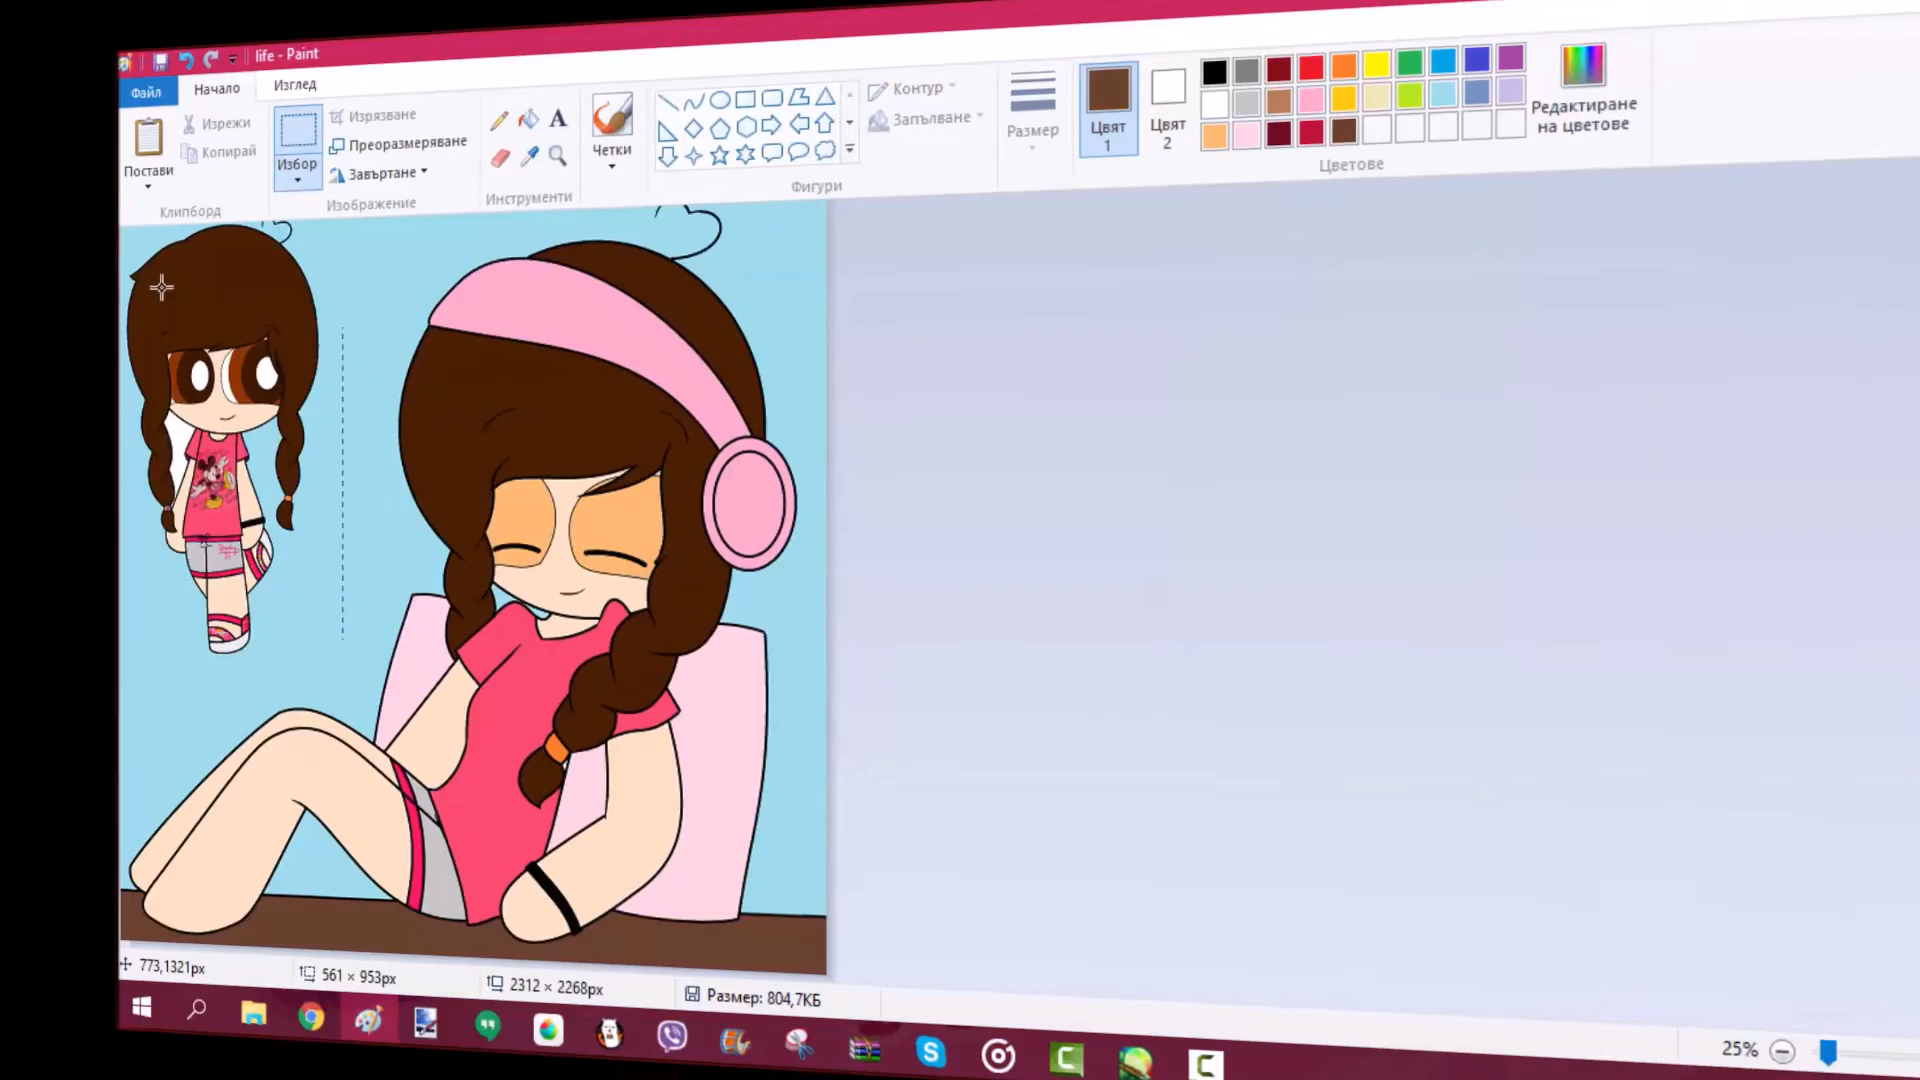 life - Paint
Файл Начало Изглед
Постави
Изрежи
Копирай
Клипборд
Избор
Изрязване
Преоразмеряване
Завъртане
Изображение
A
Инструменти
Четки
Фигури
Контур
Запълване
Размер
Цвят 1
Цвят 2
Цветове
Редактиране на цветове
773,1321px
561 × 953px
2312 × 2268px
Размер: 804,7КБ
25%